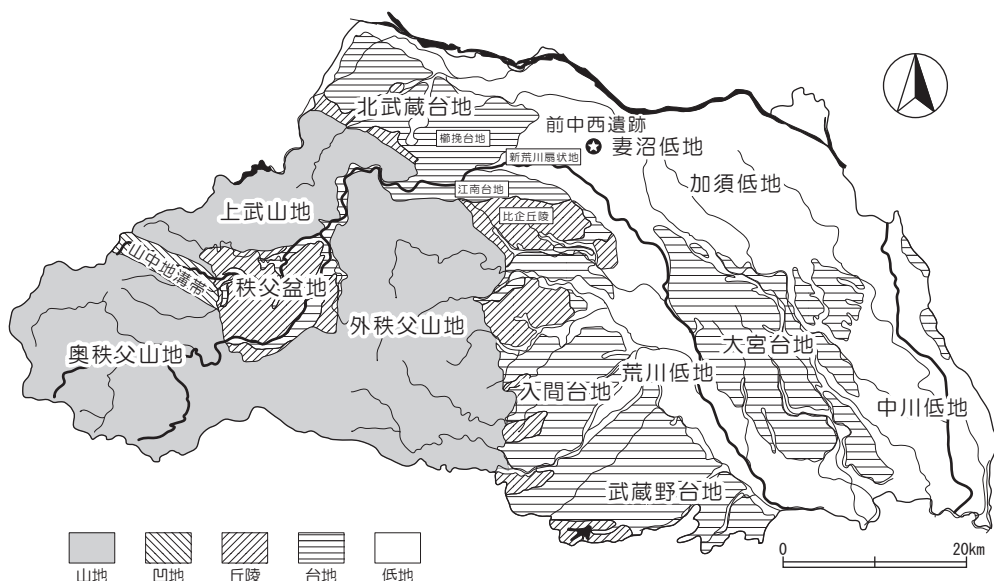 北武蔵台地
櫛挽台地
前中西遺跡
妻沼低地
新荒川扇状地
加須低地
江南台地
上武山地
比企丘陵
山中地溝帯
秩父盆地
外秩父山地
奥秩父山地
大宮台地
入間台地
荒川低地
中川低地
武蔵野台地
山地
凹地
丘陵
台地
低地
0
20km